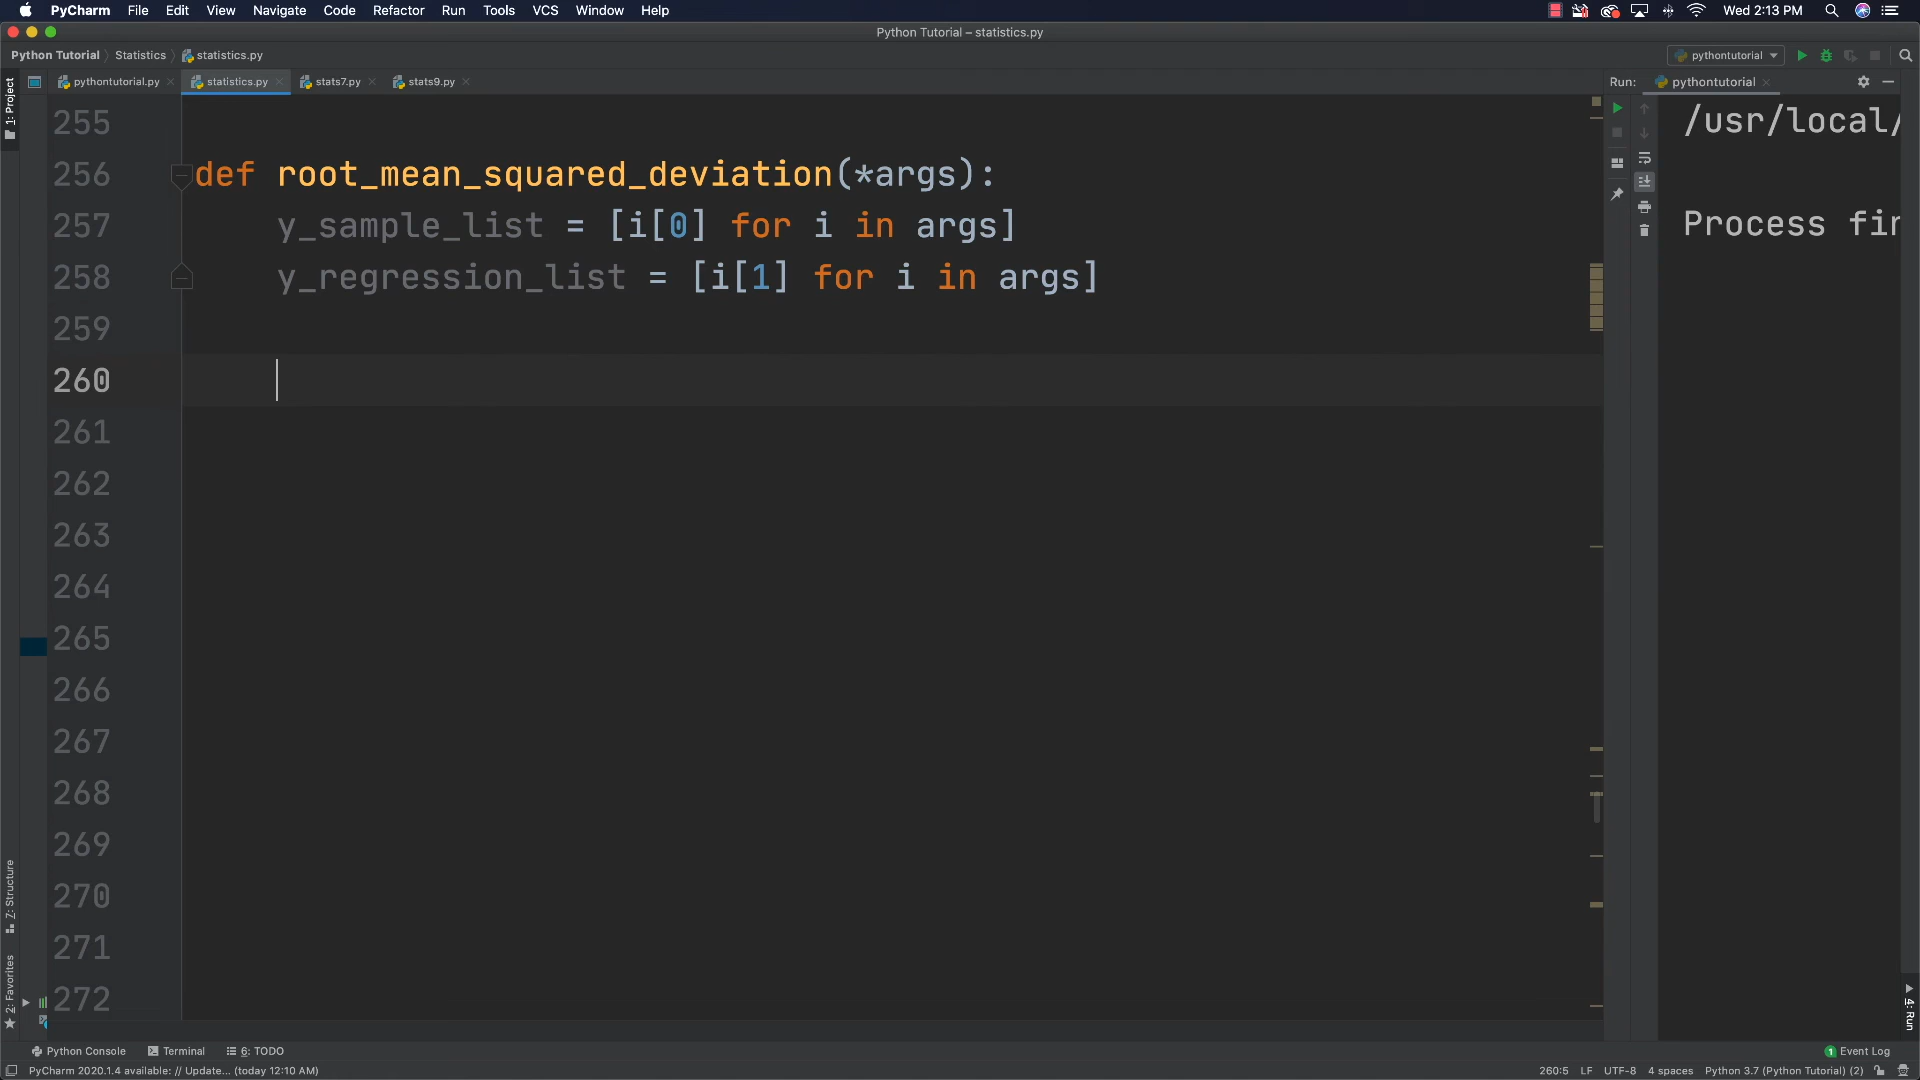 PyCharm File Edit View Navigate Code Refactor Run Tools VCS Window Help Wed 2:13 PM
Python Tutorial – statistics.py
Python Tutorial Statistics statistics.py pythontutorial
pythontutorial.py statistics.py stats7.py stats9.py Run: pythontutorial
1: Project
255
256 def root_mean_squared_deviation(*args):
257 y_sample_list = [i[0] for i in args]
258 y_regression_list = [i[1] for i in args]
259
260
261
262
263
264
265
266
267
268
269
270
271
272
/usr/local/
Process fin
Z: Structure
2: Favorites
4: Run
Python Console Terminal 6: TODO 1 Event Log
PyCharm 2020.1.4 available: // Update... (today 12:10 AM) 260:5 LF UTF-8 4 spaces Python 3.7 (Python Tutorial) (2)